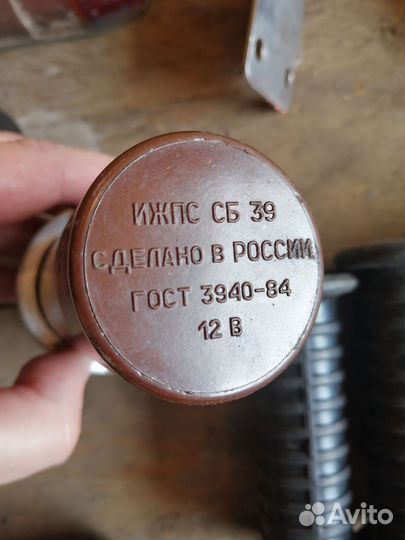 ИЖПС СБ 39
СДЕЛАНО В РОССИИ
ГОСТ 3940-84
12 В
Avito